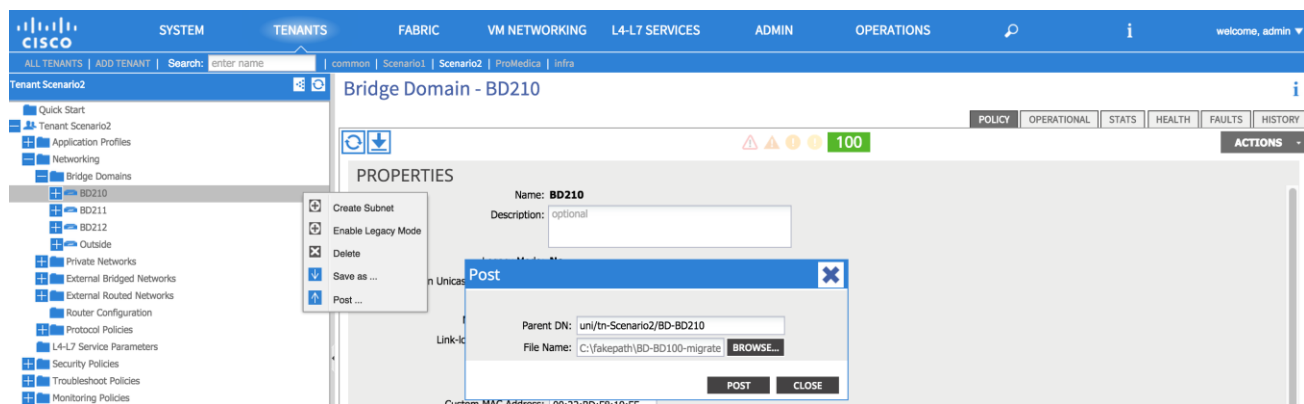 CISCO
SYSTEM
TENANTS
FABRIC
VM NETWORKING
L4-L7 SERVICES
ADMIN
OPERATIONS
i
welcome, admin
ALL TENANTS | ADD TENANT | Search: enter name | common | Scenario1 | Scenario2 | ProMedica | infra
Tenant Scenario2
Quick Start
Tenant Scenario2
Application Profiles
Networking
Bridge Domains
BD210
BD211
BD212
Outside
Private Networks
External Bridged Networks
External Routed Networks
Router Configuration
Protocol Policies
L4-L7 Service Parameters
Security Policies
Troubleshoot Policies
Monitoring Policies
Create Subnet
Enable Legacy Mode
Delete
Save as ...
Post ...
Bridge Domain - BD210
i
POLICY OPERATIONAL STATS HEALTH FAULTS HISTORY
100
ACTIONS
PROPERTIES
Name: BD210
Description: optional
n Unicas
Link-lo
Post
Parent DN: uni/tn-Scenario2/BD-BD210
File Name: C:\fakepath\BD-BD100-migrate BROWSE...
POST CLOSE